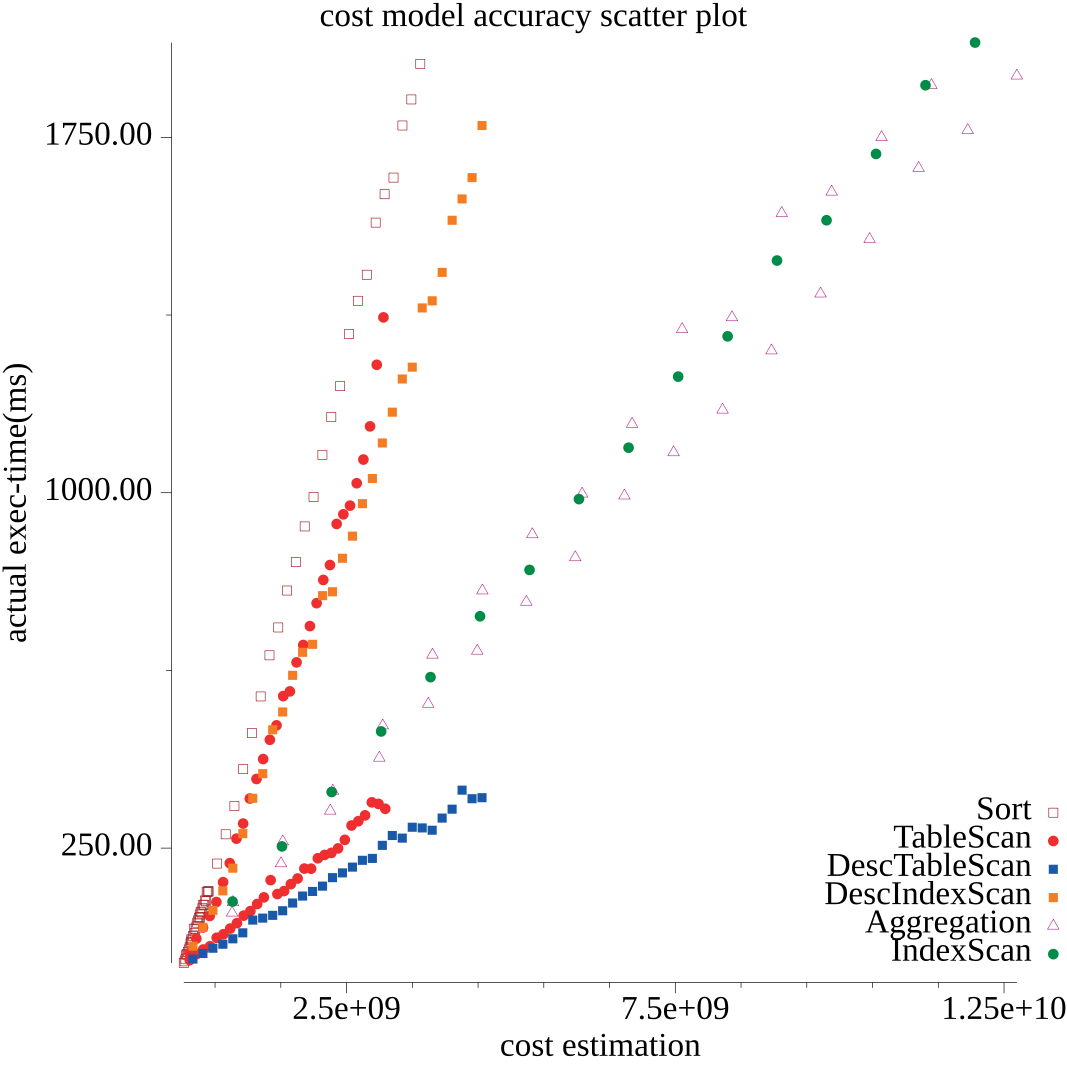 cost model accuracy scatter plot
1750.00
1000.00
250.00
actual exec-time(ms)
Sort
TableScan
DescTableScan
DescIndexScan
Aggregation
IndexScan
2.5e+09
7.5e+09
1.25e+10
cost estimation